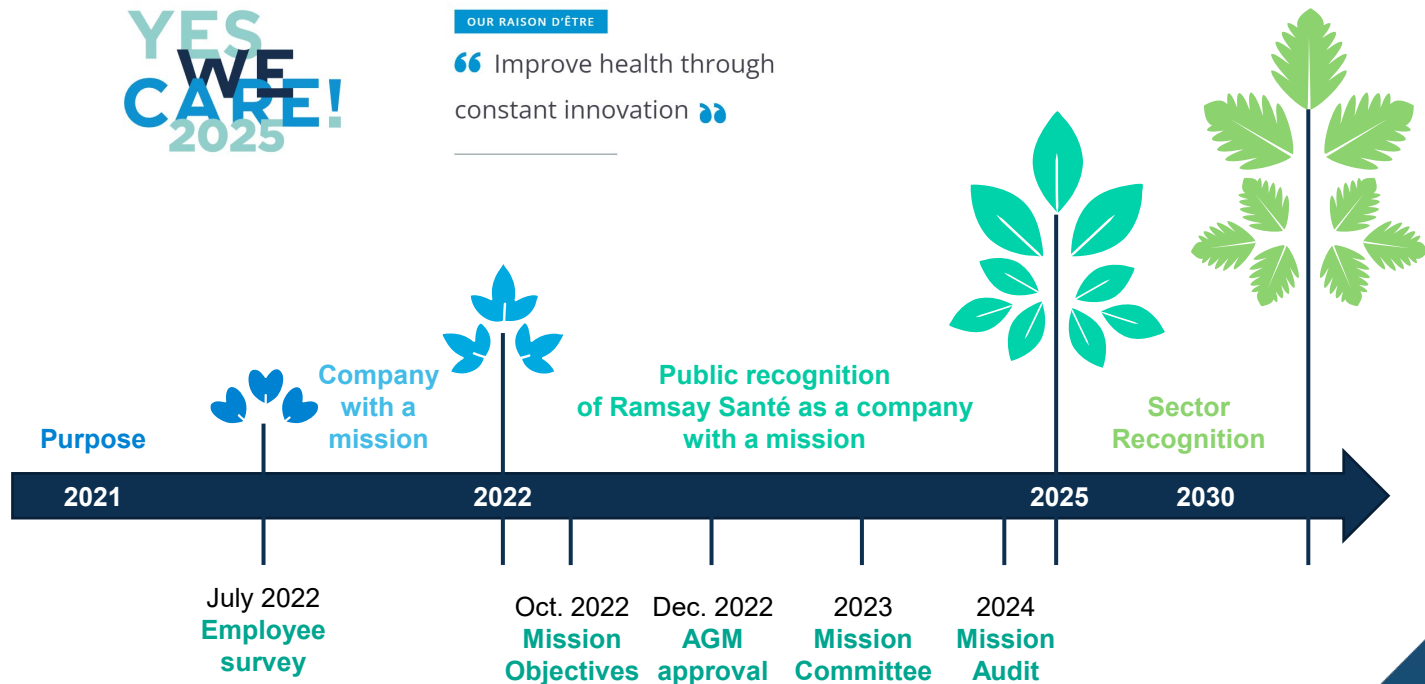 YES
WE
CARE!
2025
OUR RAISON D'ÊTRE
“ Improve health through
constant innovation ”
Purpose
Company
with a
mission
Public recognition
of Ramsay Santé as a company
with a mission
Sector
Recognition
2021 2022 2025 2030
July 2022
Employee
survey
Oct. 2022
Mission
Objectives
Dec. 2022
AGM
approval
2023
Mission
Committee
2024
Mission
Audit